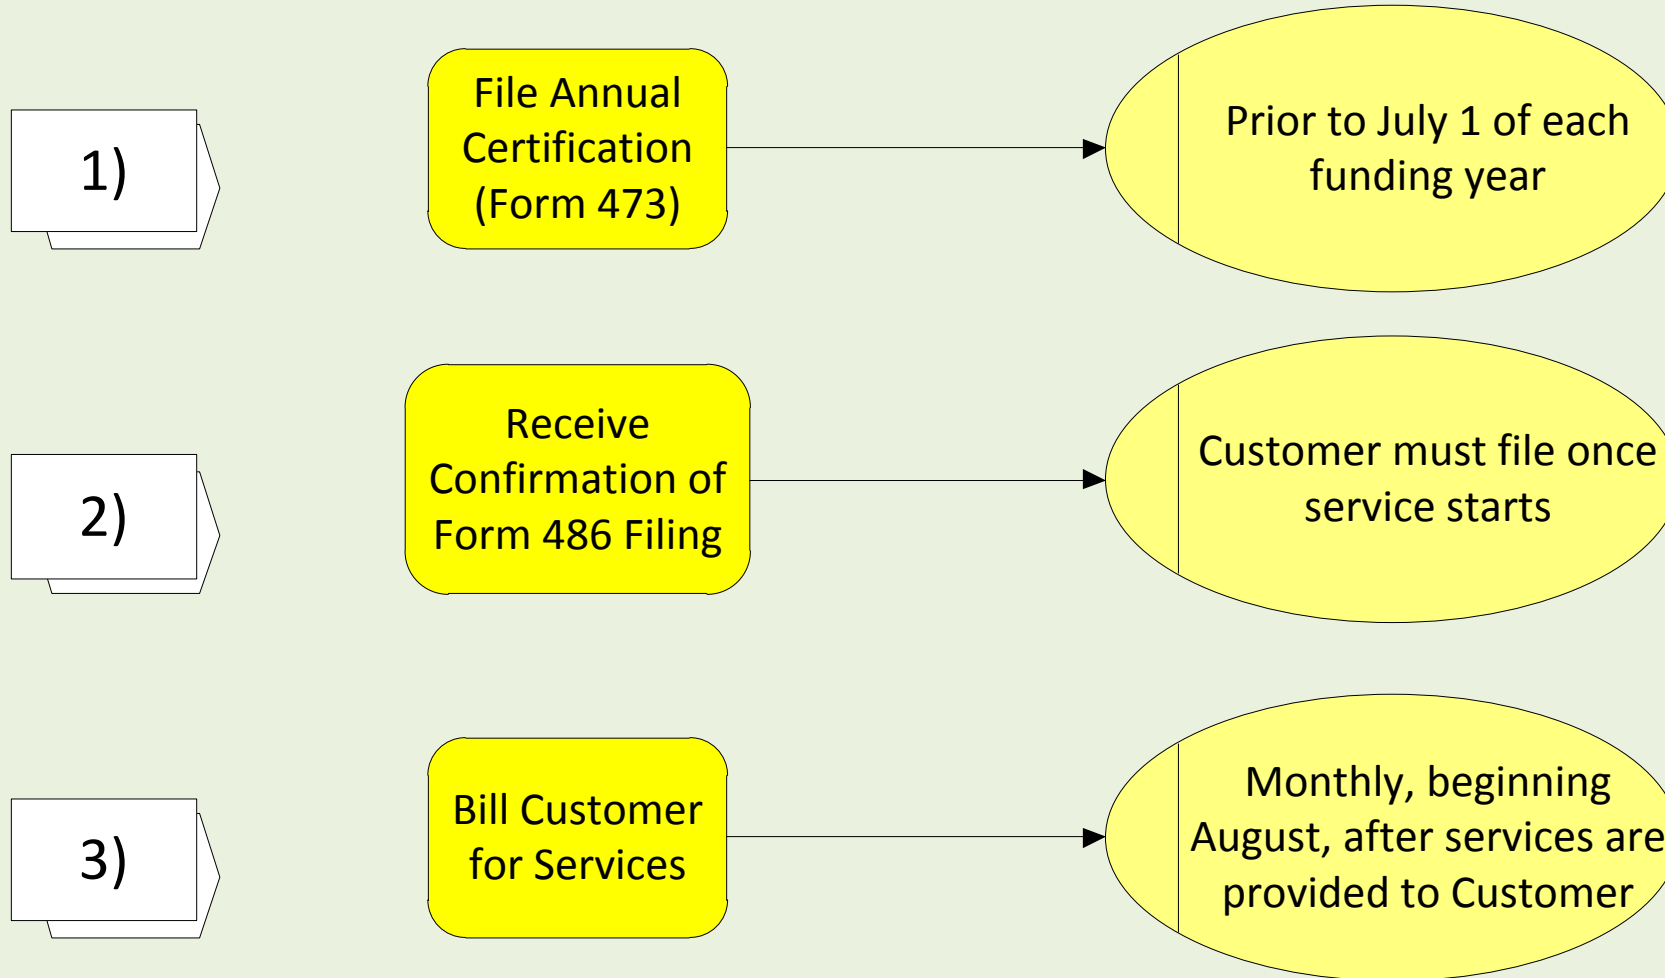 1)
File Annual
Certification
(Form 473)
Prior to July 1 of each
funding year
2)
Receive
Confirmation of
Form 486 Filing
Customer must file once
service starts
3)
Bill Customer
for Services
Monthly, beginning
August, after services are
provided to Customer